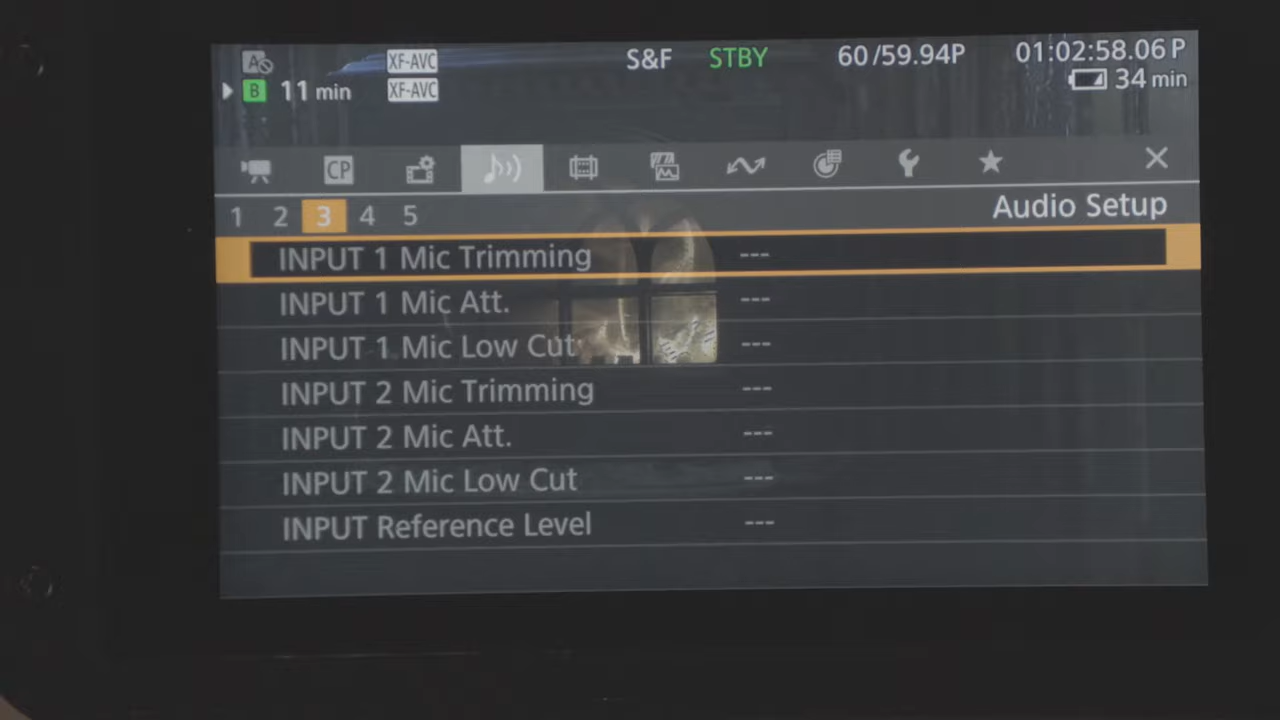 A XF-AVC S&F STBY 60/59.94P 01:02:58.06 P
B 11 min XF-AVC 34 min
CP
1 2 3 4 5 Audio Setup
INPUT 1 Mic Trimming ---
INPUT 1 Mic Att. ---
INPUT 1 Mic Low Cut ---
INPUT 2 Mic Trimming ---
INPUT 2 Mic Att. ---
INPUT 2 Mic Low Cut ---
INPUT Reference Level ---